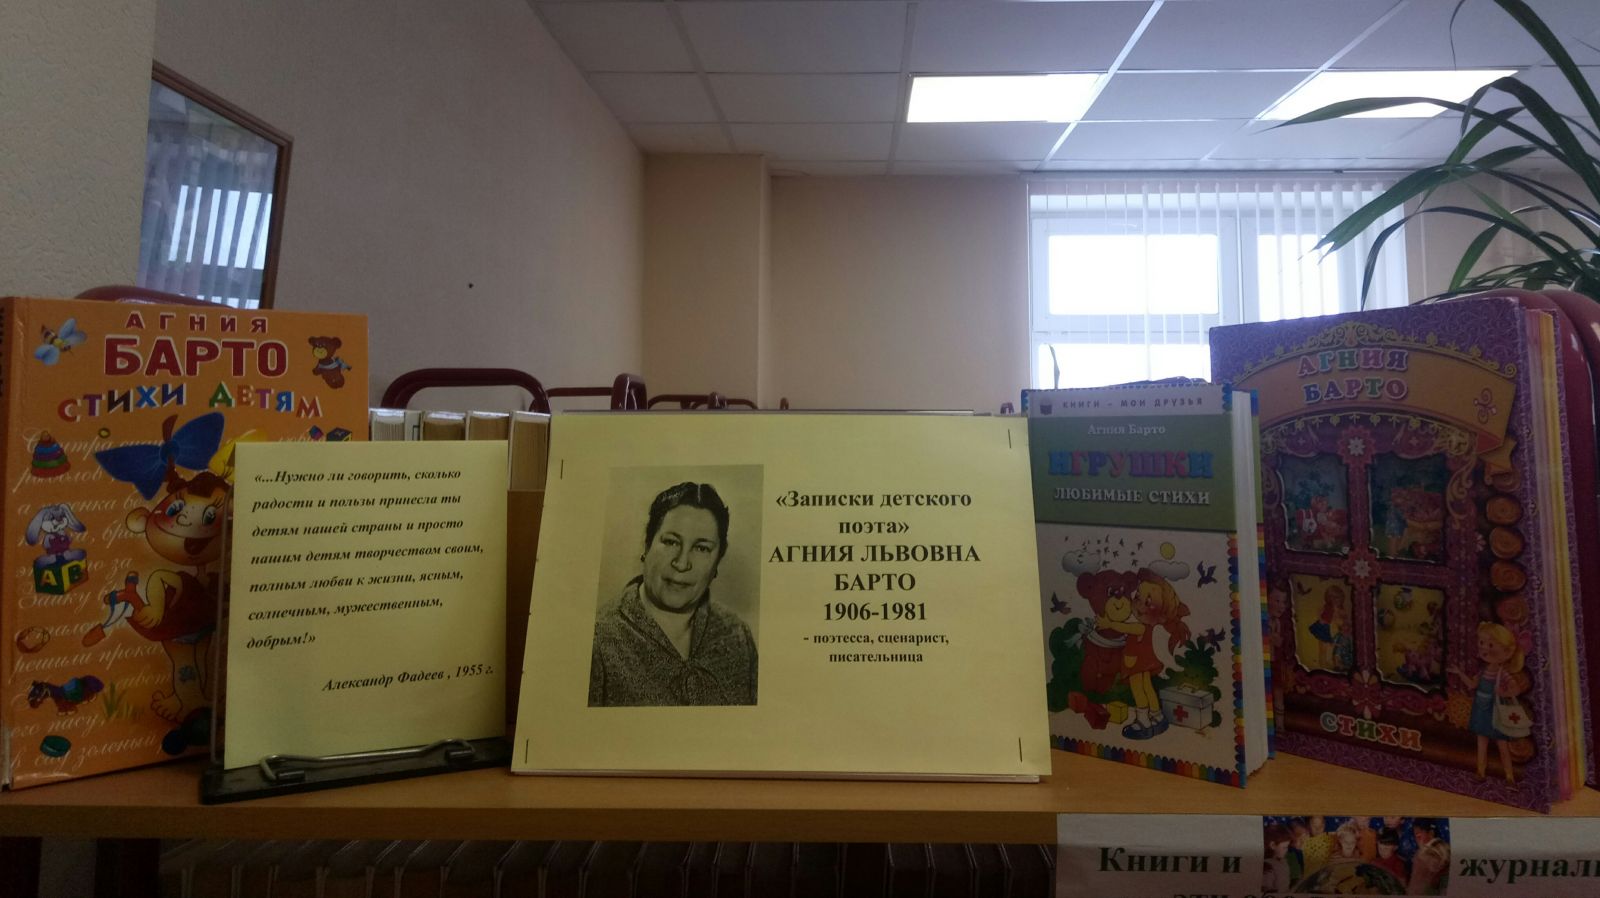 АГНИЯ
БАРТО
СТИХИ ДЕТЯМ
«...Нужно ли говорить, сколько
радости и пользы принесла ты
детям нашей страны и просто
нашим детям творчеством своим,
полным любви к жизни, ясным,
солнечным, мужественным,
добрым!»
Александр Фадеев , 1955 г.
«Записки детского
поэта»
АГНИЯ ЛЬВОВНА
БАРТО
1906-1981
- поэтесса, сценарист,
писательница
КНИГИ - МОИ ДРУЗЬЯ
Агния Барто
ИГРУШКИ
ЛЮБИМЫЕ СТИХИ
АГНИЯ
БАРТО
СТИХИ
Книги и
журнал